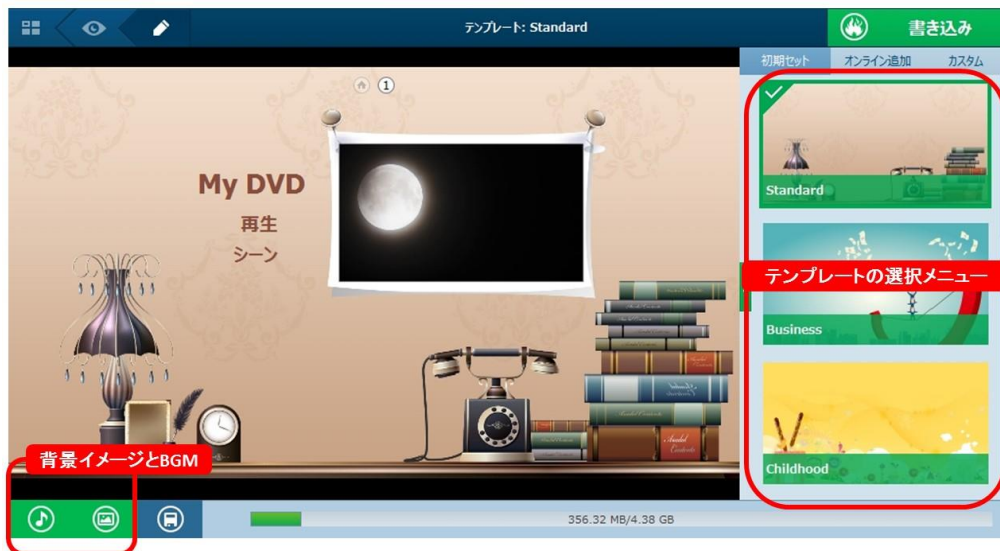 テンプレート: Standard
書き込み
初期セット
オンライン追加
カスタム
1
My DVD
再生
シーン
Standard
テンプレートの選択メニュー
Business
Childhood
背景イメージとBGM
356.32 MB/4.38 GB